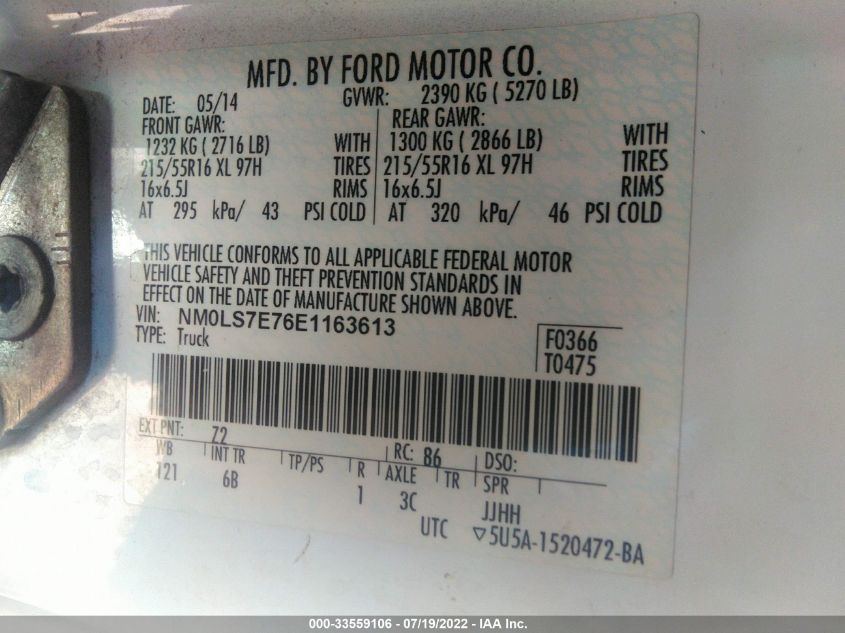 MFD. BY FORD MOTOR CO.
DATE: 05/14 GVWR: 2390 KG ( 5270 LB)
FRONT GAWR: REAR GAWR:
1232 KG ( 2716 LB) WITH 1300 KG ( 2866 LB) WITH
215/55R16 XL 97H TIRES 215/55R16 XL 97H TIRES
16x6.5J RIMS 16x6.5J RIMS
AT 295 kPa/ 43 PSI COLD AT 320 kPa/ 46 PSI COLD
THIS VEHICLE CONFORMS TO ALL APPLICABLE FEDERAL MOTOR
VEHICLE SAFETY AND THEFT PREVENTION STANDARDS IN
EFFECT ON THE DATE OF MANUFACTURE SHOWN ABOVE.
VIN: NM0LS7E76E1163613
TYPE: Truck
F0366
T0475
EXT PNT: Z2 RC: 86 DSO:
WB INT TR TP/PS R AXLE TR SPR
121 6B 1 3C JJHH
UTC ▽5U5A-1520472-BA
000-33559106 - 07/19/2022 - IAA Inc.